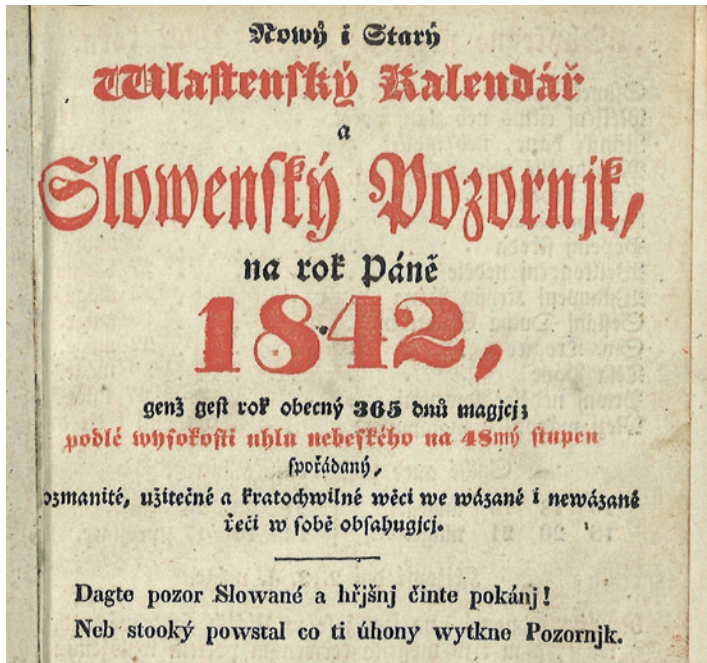 Nowý i Starý
Wlastenſký Kalendář
a
Slowenſký Pozornjk,
na rok Páně
1842,
genž geſt rok obecný 365 dnů magjcj;
podlé wyſokoſti uhlu nebeſkého na 48mý ſtupen
ſpořádaný,
ozmanité, užitečné a kratochwilné wěci we wázané i newázané
řeči w ſobě obſahugjcj.
Dagte pozor Slowané a hřjšnj čiňte pokánj!
Neb stooký powstal co ti úhony wytkne Pozornjk.